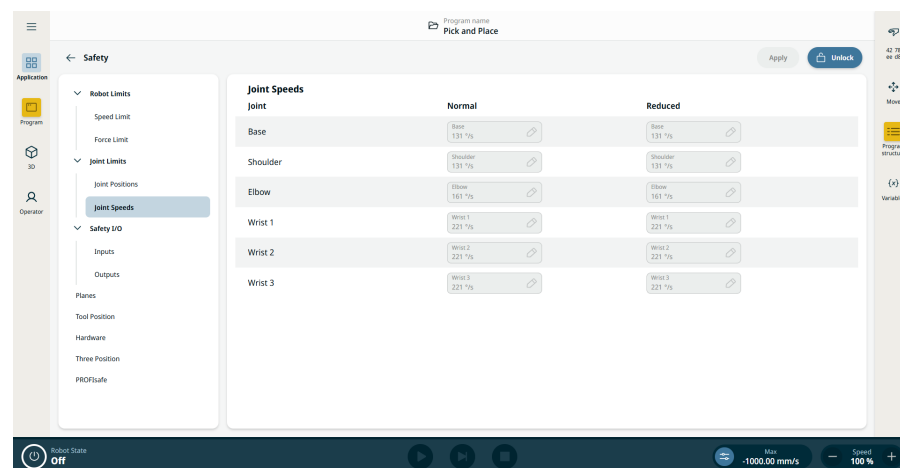 Program name
Pick and Place
Safety
Apply
Unlock
Application
Program
3D
Operator
Robot Limits
Speed Limit
Force Limit
Joint Limits
Joint Positions
Joint Speeds
Safety I/O
Inputs
Outputs
Planes
Tool Position
Hardware
Three Position
PROFIsafe
Joint Speeds
Joint Normal Reduced
Base Base 131 °/s Base 131 °/s
Shoulder Shoulder 131 °/s Shoulder 131 °/s
Elbow Elbow 161 °/s Elbow 161 °/s
Wrist 1 Wrist 1 221 °/s Wrist 1 221 °/s
Wrist 2 Wrist 2 221 °/s Wrist 2 221 °/s
Wrist 3 Wrist 3 221 °/s Wrist 3 221 °/s
42 78
ee
Move
{x}
Robot State
Off
Max
-1000.00 mm/s
Speed
100 %